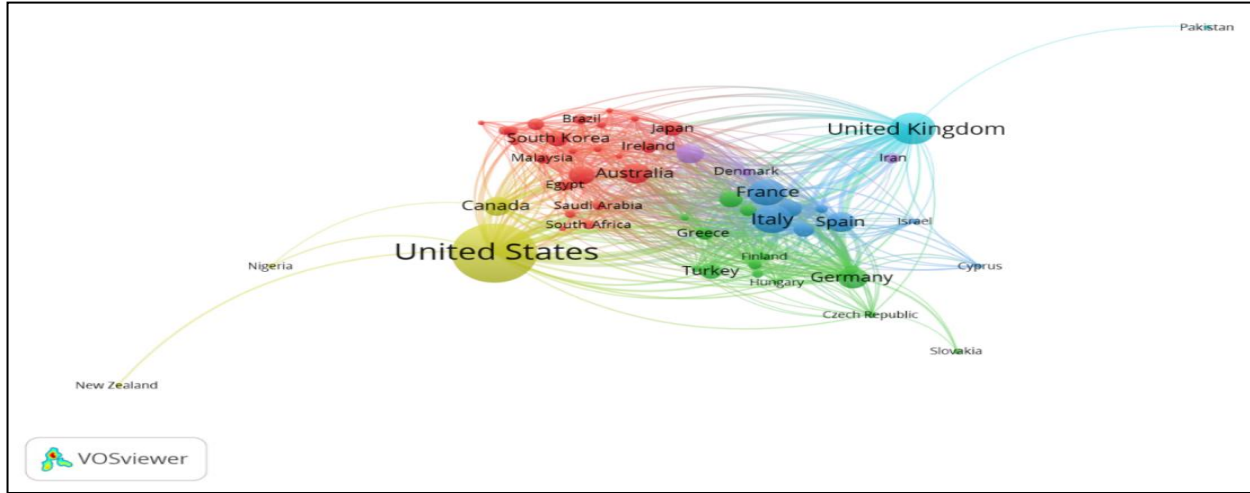 Pakistan
Brazil
Japan
United Kingdom
South Korea
Ireland
Malaysia
Iran
Denmark
Australia
Egypt
France
Canada
Saudi Arabia
Italy
Spain
Israel
South Africa
Greece
United States
Finland
Nigeria
Cyprus
Turkey
Germany
Hungary
Czech Republic
Slovakia
New Zealand
VOSviewer